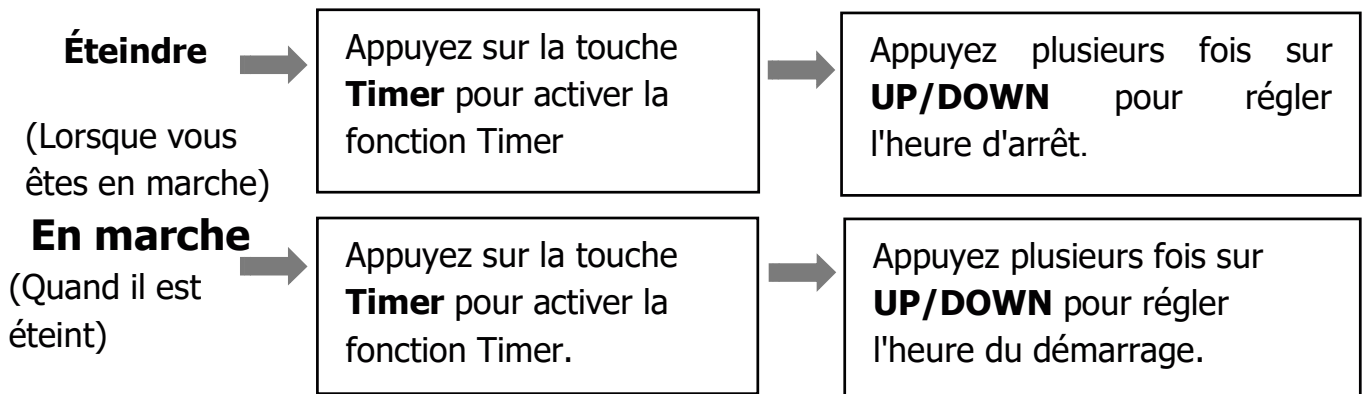 Éteindre
(Lorsque vous
êtes en marche)
Appuyez sur la touche
Timer pour activer la
fonction Timer
Appuyez plusieurs fois sur
UP/DOWN pour régler
l'heure d'arrêt.
En marche
(Quand il est
éteint)
Appuyez sur la touche
Timer pour activer la
fonction Timer.
Appuyez plusieurs fois sur
UP/DOWN pour régler
l'heure du démarrage.